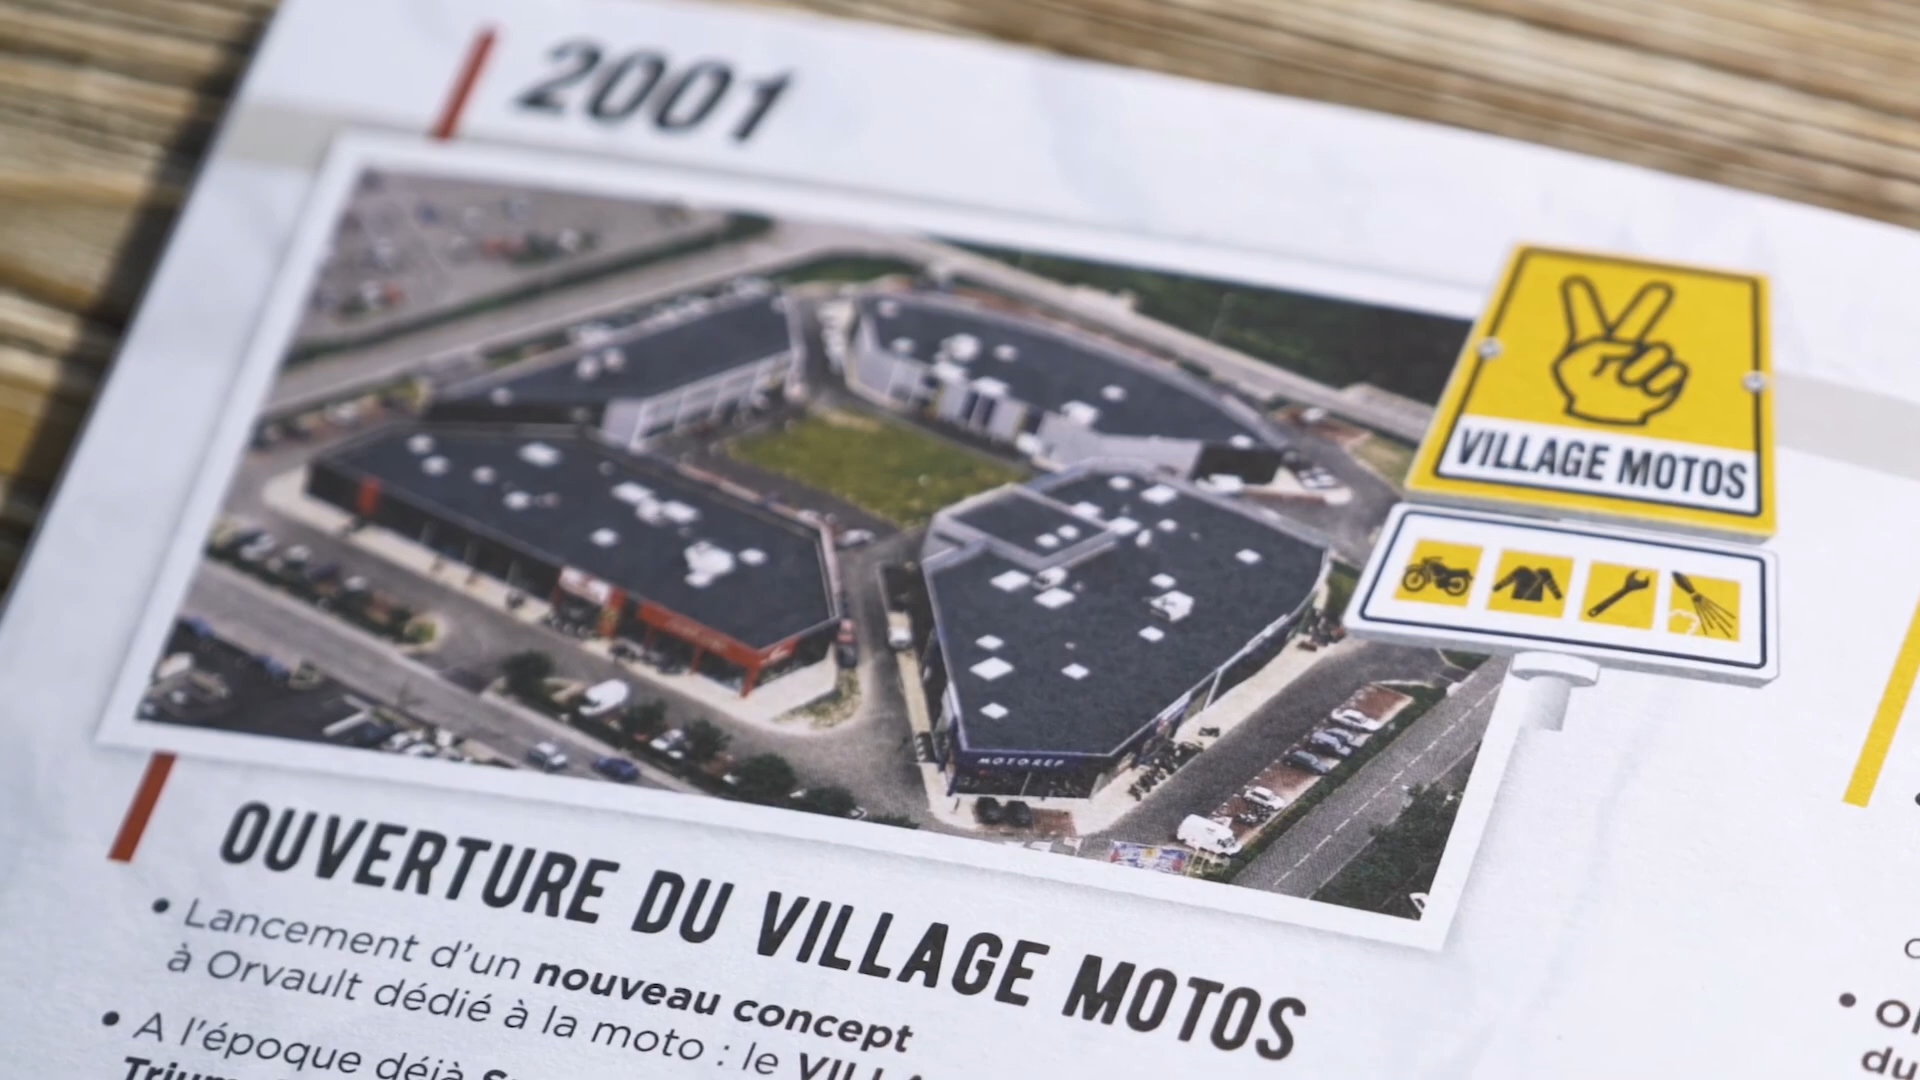 2001
VILLAGE MOTOS
MOTOREP
OUVERTURE DU VILLAGE MOTOS
• Lancement d'un nouveau concept
à Orvault dédié à la moto : le
• A l'époque déjà